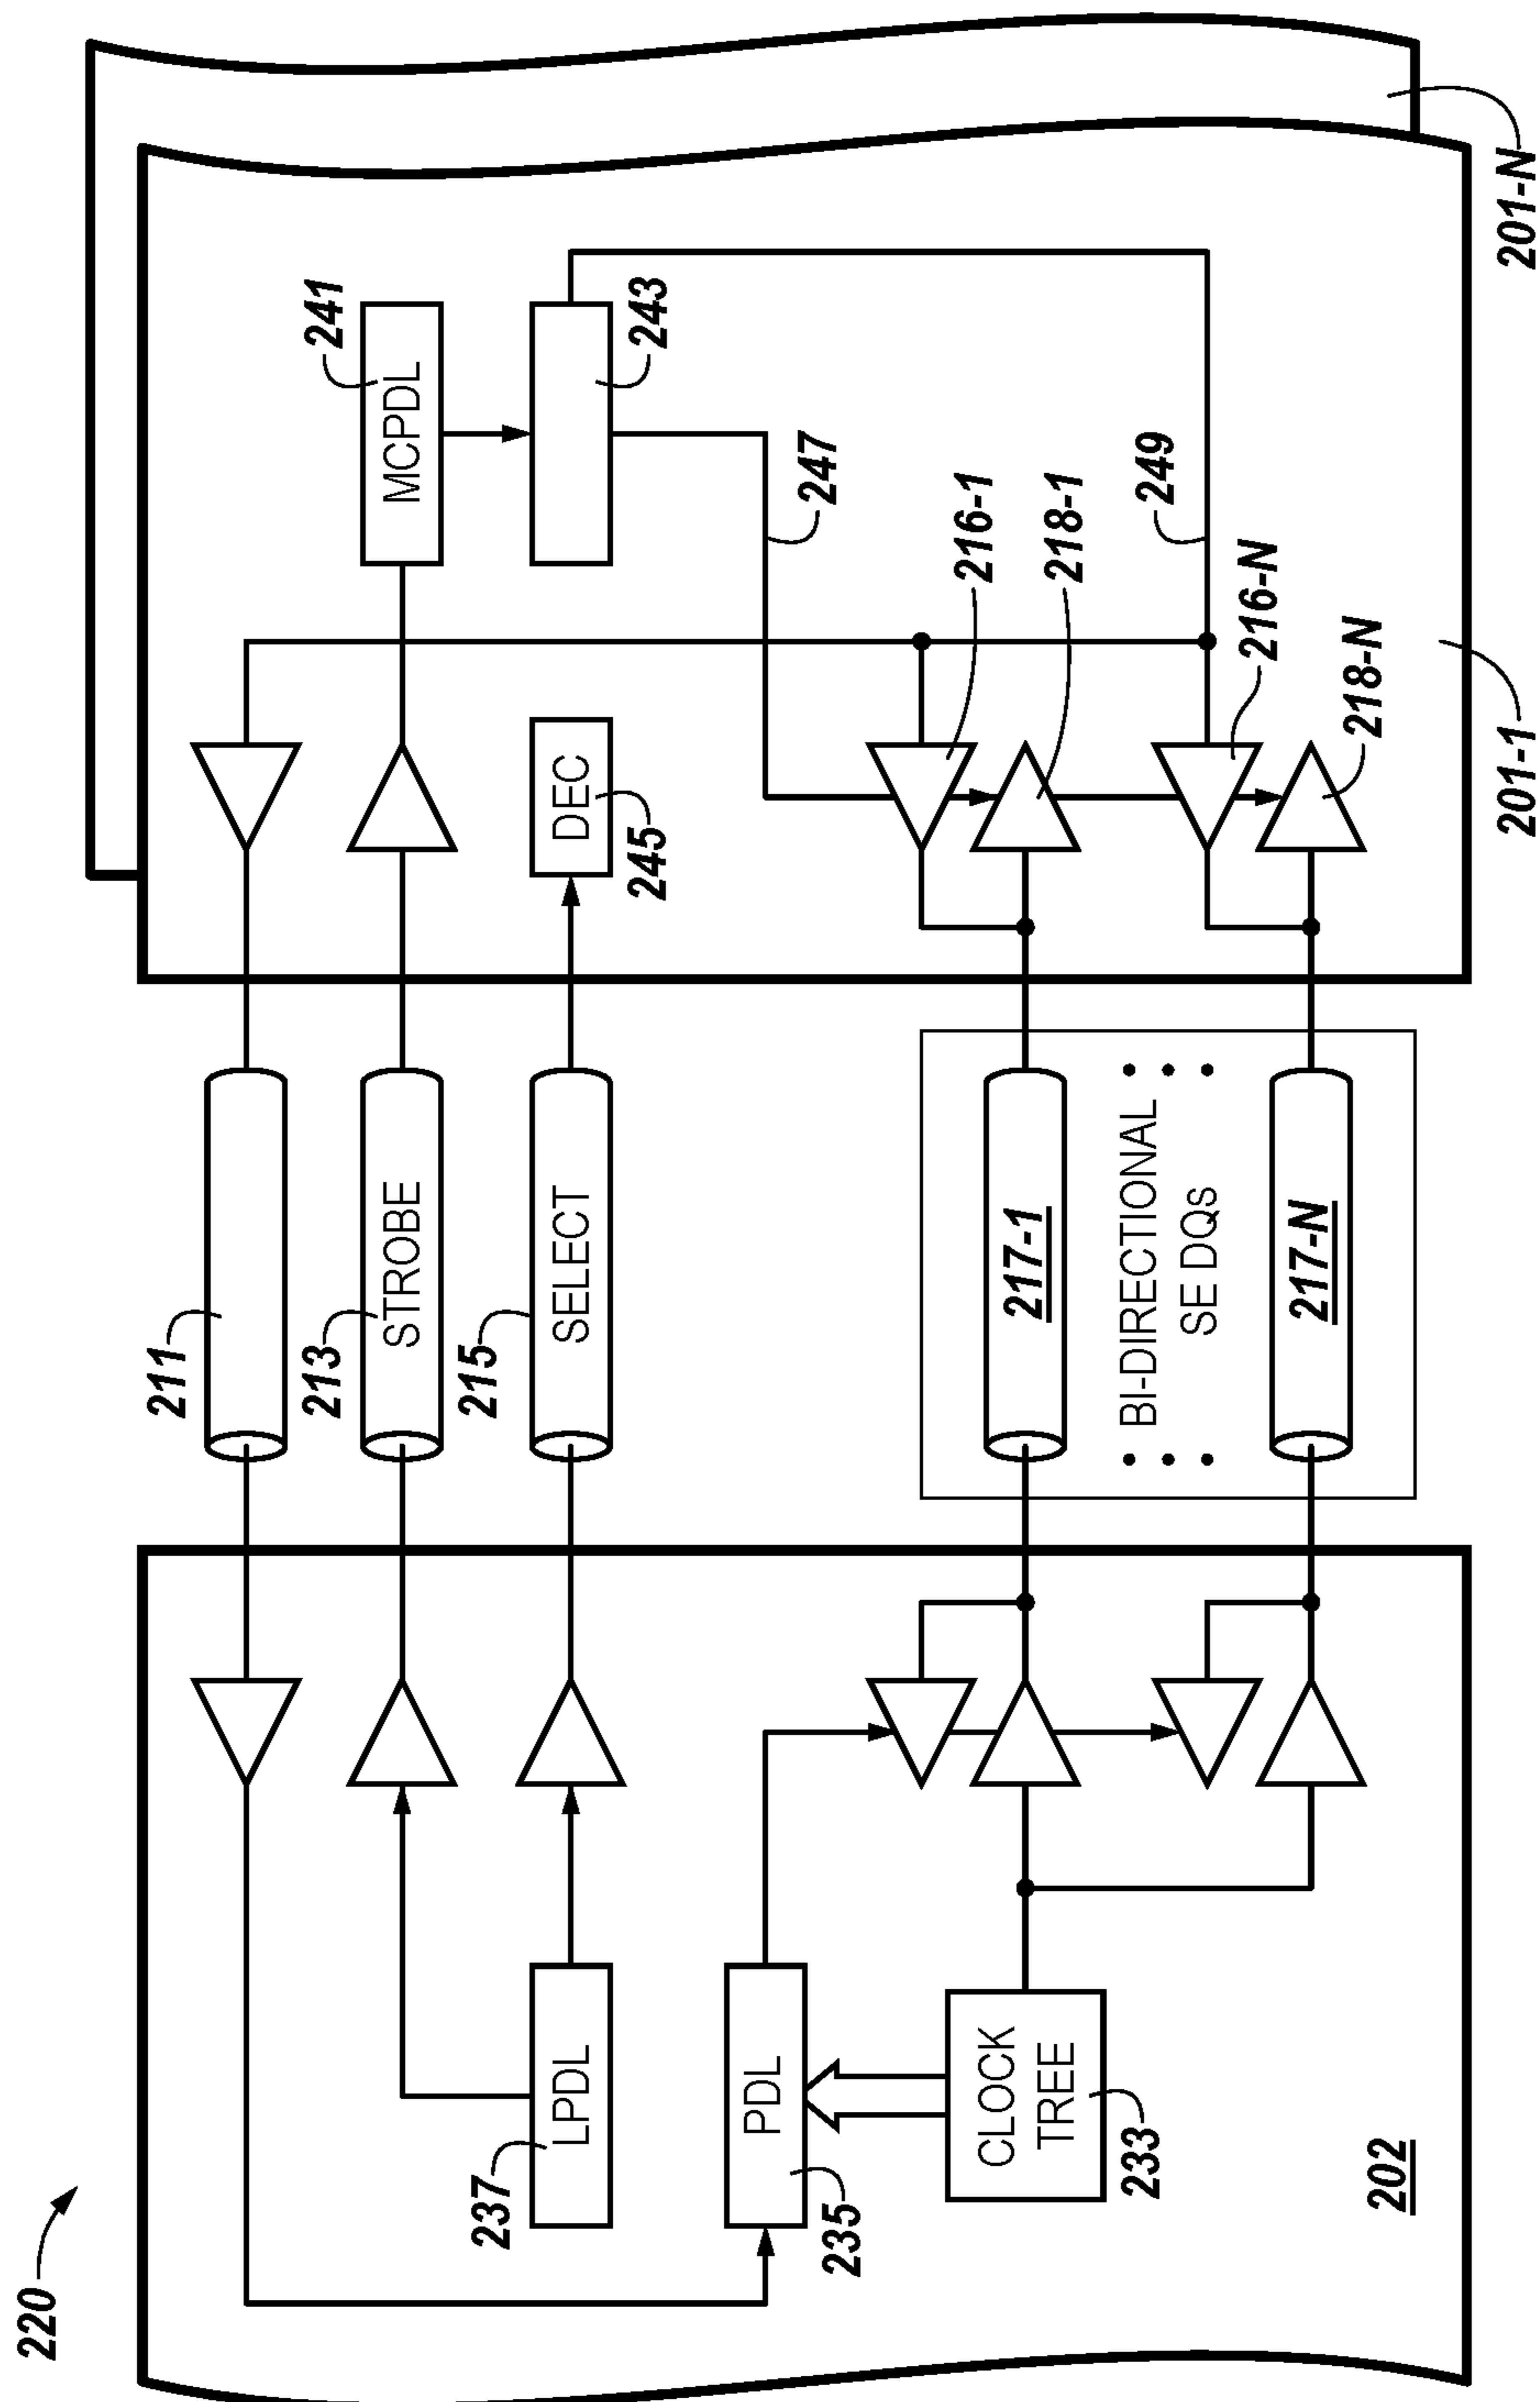 220
202
237
LPDL
235
PDL
233
CLOCK
TREE
211
213
STROBE
215
SELECT
217-1
BI-DIRECTIONAL
SE DQs
217-N
241
MCPDL
243
245
DEC
247
216-1
218-1
249
216-N
218-N
201-1
201-N